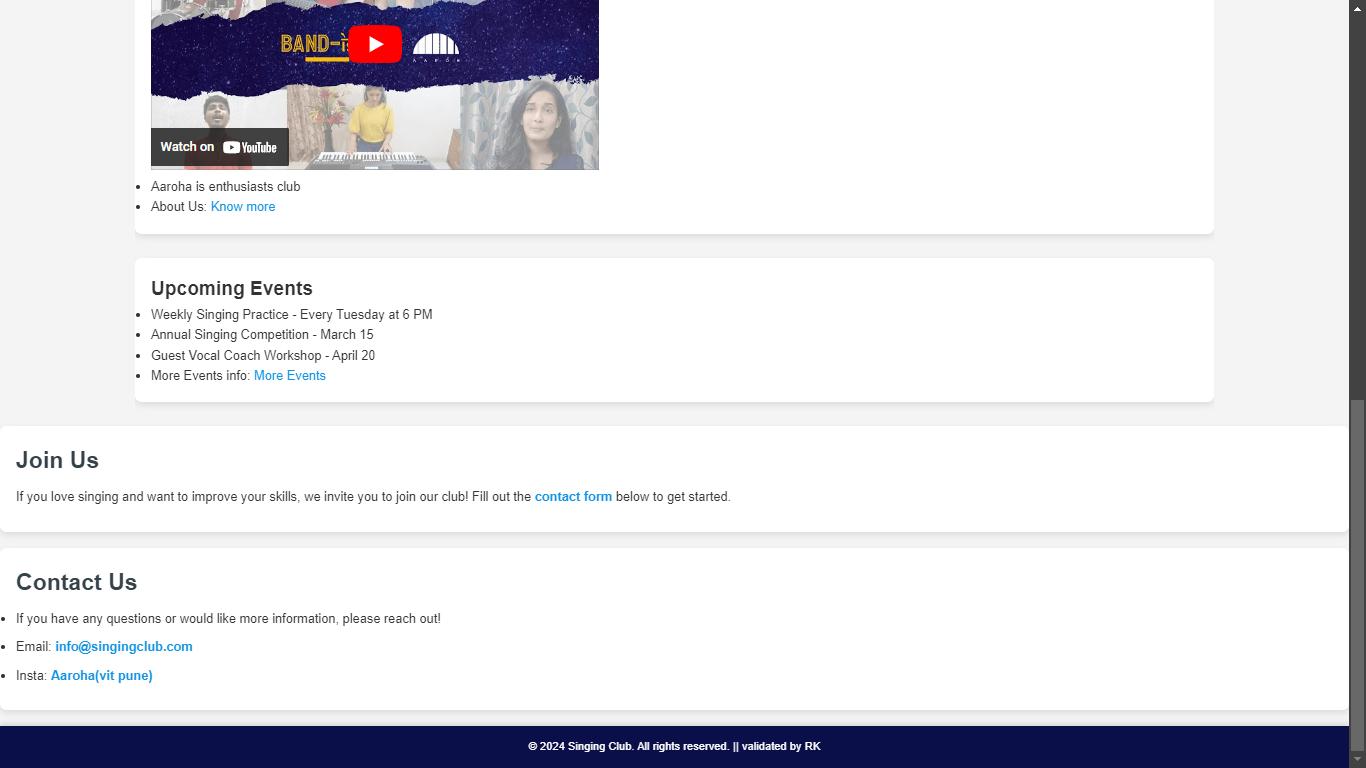 BAND-
AAROH
Watch on YouTube
Aaroha is enthusiasts club
About Us: Know more
Upcoming Events
Weekly Singing Practice - Every Tuesday at 6 PM
Annual Singing Competition - March 15
Guest Vocal Coach Workshop - April 20
More Events info: More Events
Join Us
If you love singing and want to improve your skills, we invite you to join our club! Fill out the contact form below to get started.
Contact Us
If you have any questions or would like more information, please reach out!
Email: info@singingclub.com
Insta: Aaroha(vit pune)
© 2024 Singing Club. All rights reserved. || validated by RK